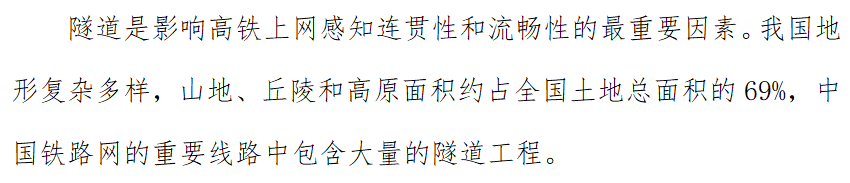 隧道是影响高铁上网感知连贯性和流畅性的最重要因素。我国地
形复杂多样，山地、丘陵和高原面积约占全国土地总面积的 69%，中
国铁路网的重要线路中包含大量的隧道工程。